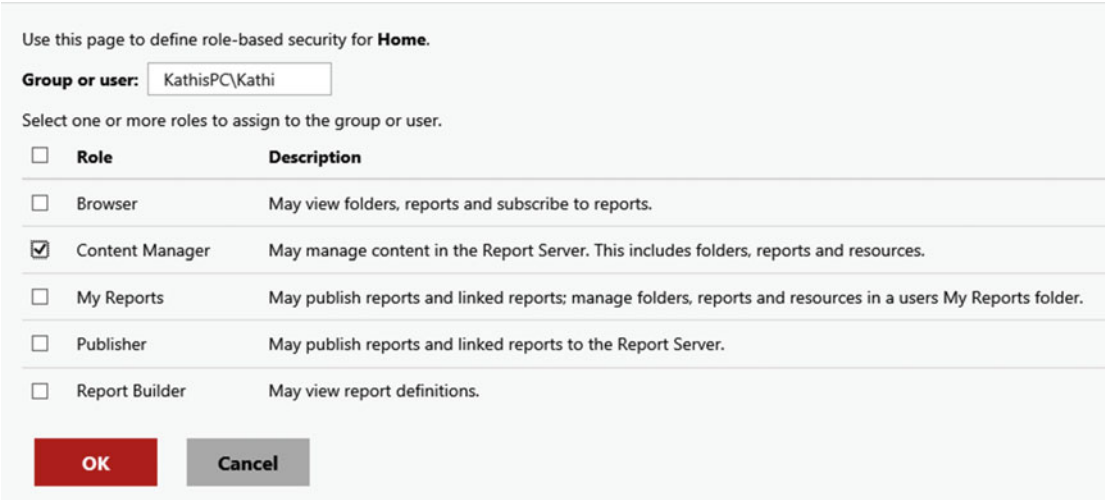 Use this page to define role-based security for Home.
Group or user: KathisPC\Kathi
Select one or more roles to assign to the group or user.
Role Description
Browser May view folders, reports and subscribe to reports.
Content Manager May manage content in the Report Server. This includes folders, reports and resources.
My Reports May publish reports and linked reports; manage folders, reports and resources in a users My Reports folder.
Publisher May publish reports and linked reports to the Report Server.
Report Builder May view report definitions.
OK Cancel